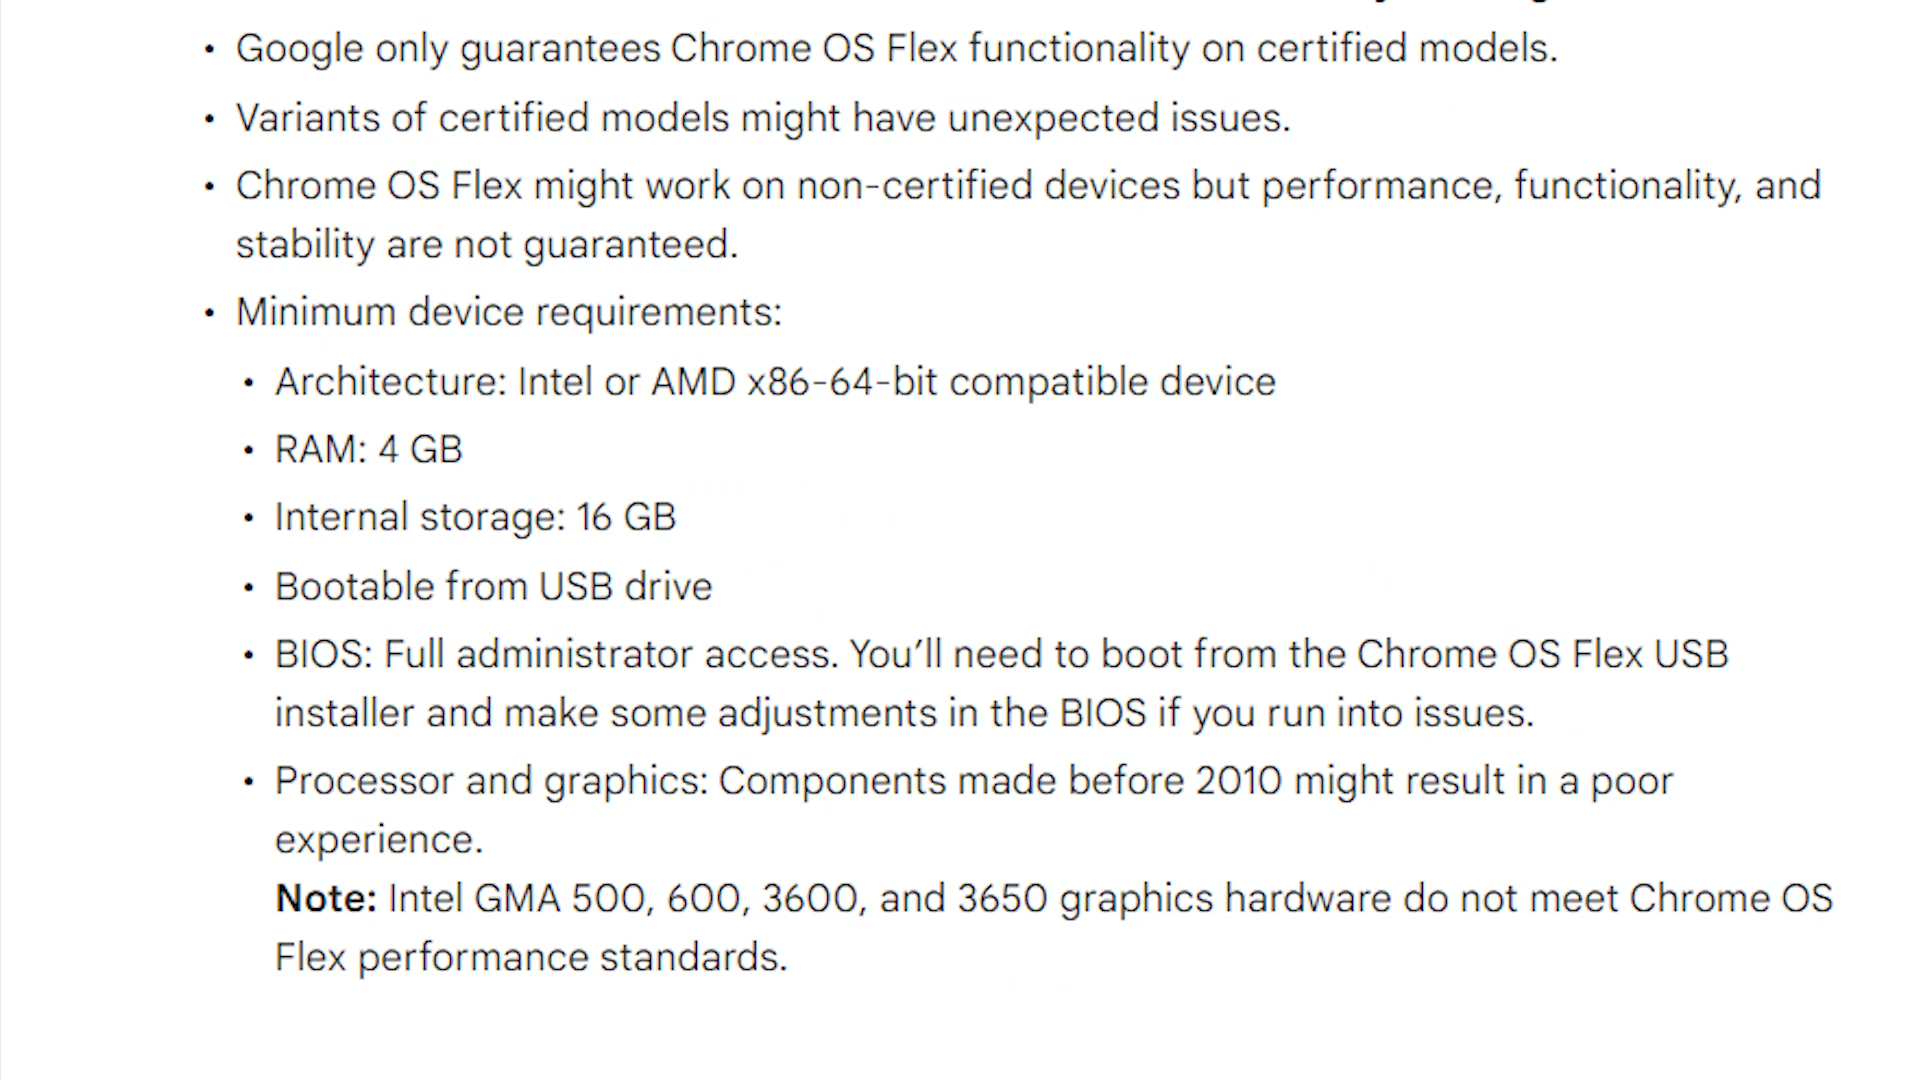 • Google only guarantees Chrome OS Flex functionality on certified models.
• Variants of certified models might have unexpected issues.
• Chrome OS Flex might work on non-certified devices but performance, functionality, and
stability are not guaranteed.
• Minimum device requirements:
• Architecture: Intel or AMD x86-64-bit compatible device
• RAM: 4 GB
• Internal storage: 16 GB
• Bootable from USB drive
• BIOS: Full administrator access. You’ll need to boot from the Chrome OS Flex USB
installer and make some adjustments in the BIOS if you run into issues.
• Processor and graphics: Components made before 2010 might result in a poor
experience.
Note: Intel GMA 500, 600, 3600, and 3650 graphics hardware do not meet Chrome OS
Flex performance standards.